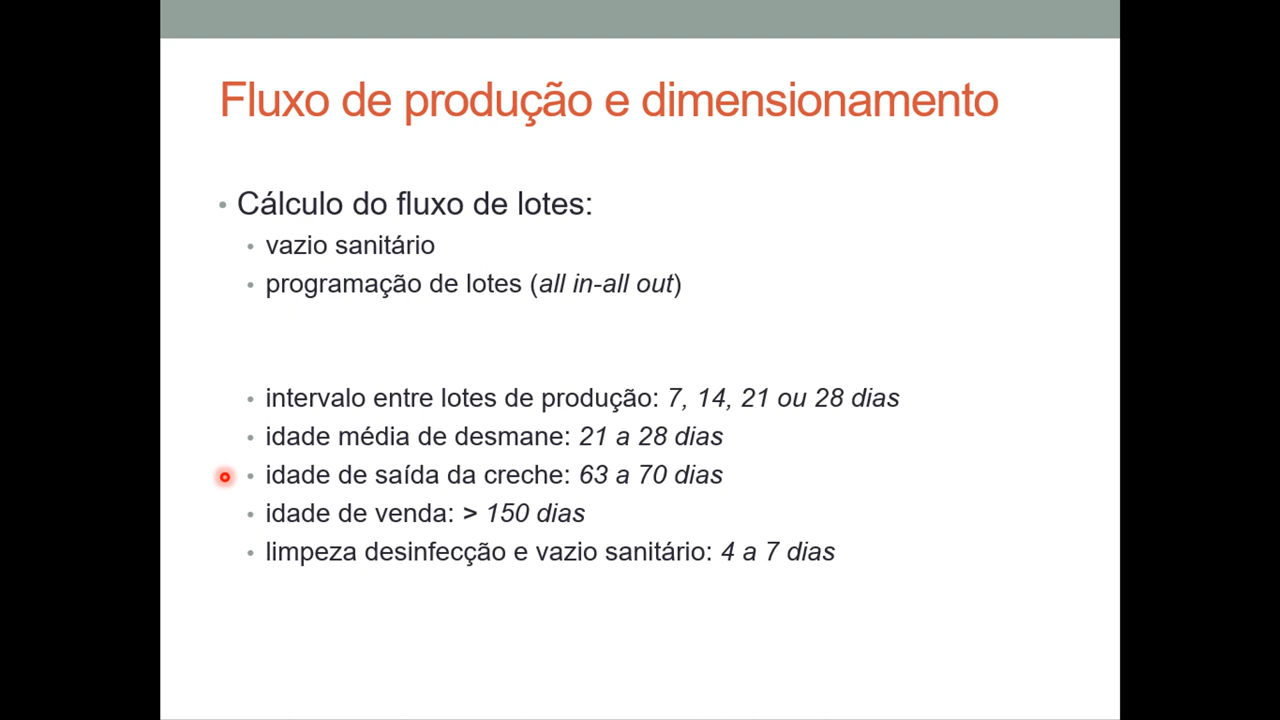 Fluxo de produção e dimensionamento
• Cálculo do fluxo de lotes:
• vazio sanitário
• programação de lotes (all in-all out)
• intervalo entre lotes de produção: 7, 14, 21 ou 28 dias
• idade média de desmane: 21 a 28 dias
• idade de saída da creche: 63 a 70 dias
• idade de venda: > 150 dias
• limpeza desinfecção e vazio sanitário: 4 a 7 dias